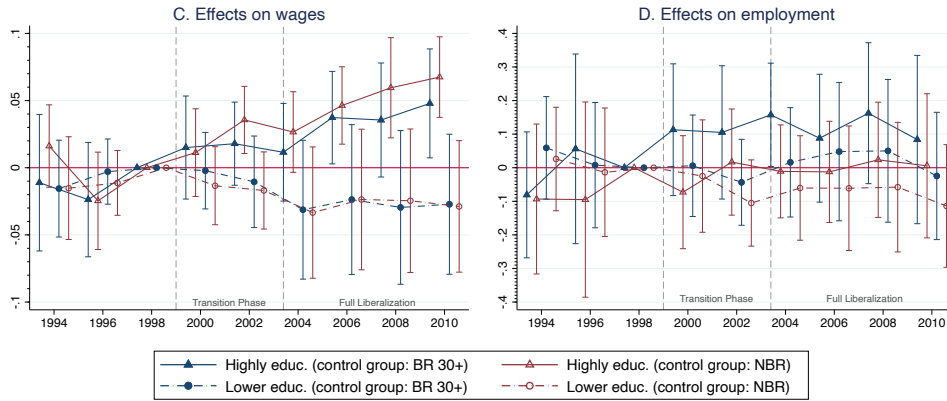 C. Effects on wages
.1
.05
0
-.05
-.1
Transition Phase
Full Liberalization
1994 1996 1998 2000 2002 2004 2006 2008 2010
D. Effects on employment
.4
.3
.2
.1
0
-.1
-.2
-.3
-.4
Transition Phase
Full Liberalization
1994 1996 1998 2000 2002 2004 2006 2008 2010
Highly educ. (control group: BR 30+) Highly educ. (control group: NBR)
Lower educ. (control group: BR 30+) Lower educ. (control group: NBR)